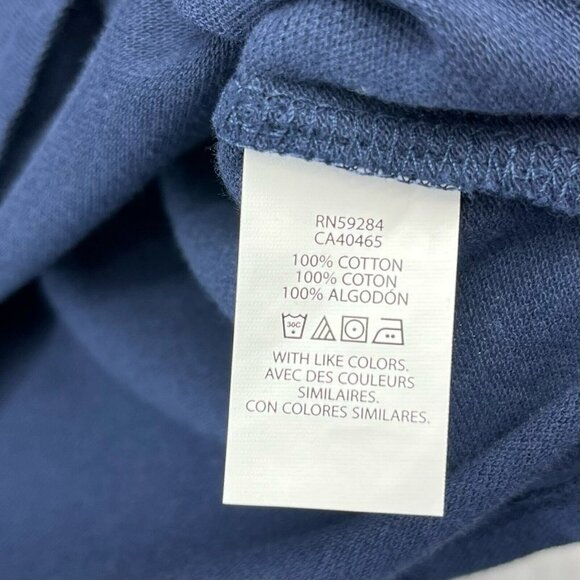 RN59284
CA40465
100% COTTON
100% COTON
100% ALGODÓN
30C
WITH LIKE COLORS.
AVEC DES COULEURS
SIMILAIRES.
CON COLORES SIMILARES.